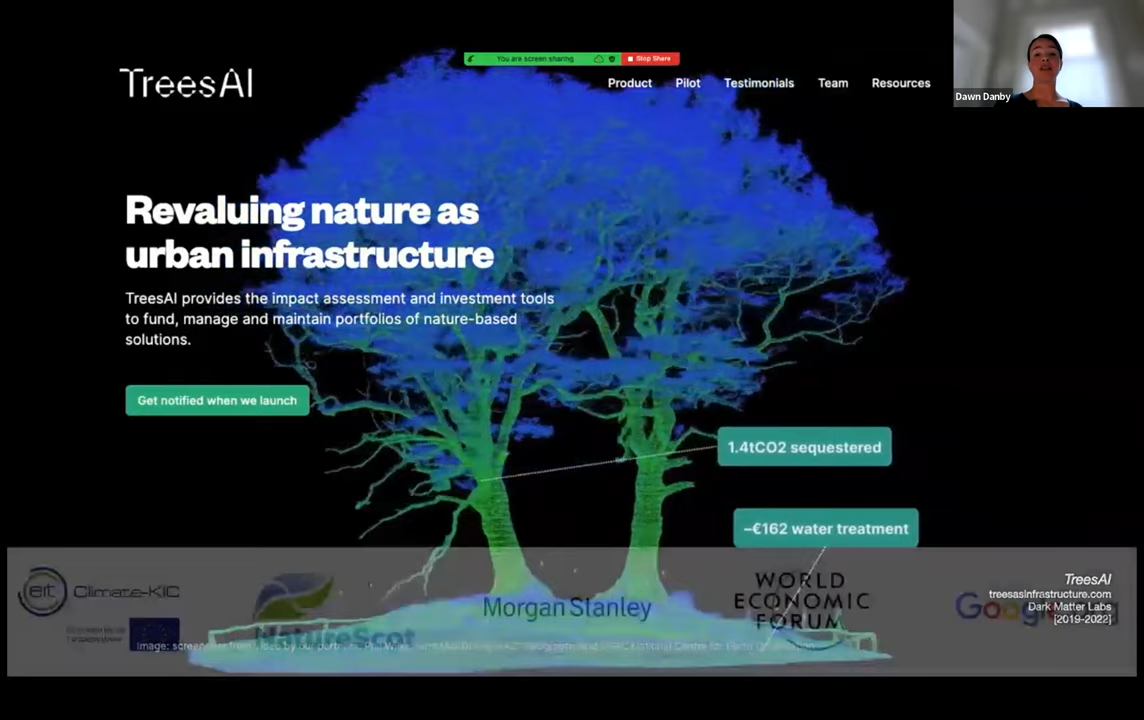 You are screen sharing
Stop Share
TreesAI
Product
Pilot
Testimonials
Team
Resources
Dawn Danby
Revaluing nature as
urban infrastructure
TreesAI provides the impact assessment and investment tools
to fund, manage and maintain portfolios of nature-based
solutions.
Get notified when we launch
1.4tCO2 sequestered
–€162 water treatment
eit Climate-KIC
NatureScot
Morgan Stanley
WORLD
ECONOMIC
FORUM
TreesAI
treesasinfrastructure.com
Dark Matter Labs
[2019-2022]
Image: